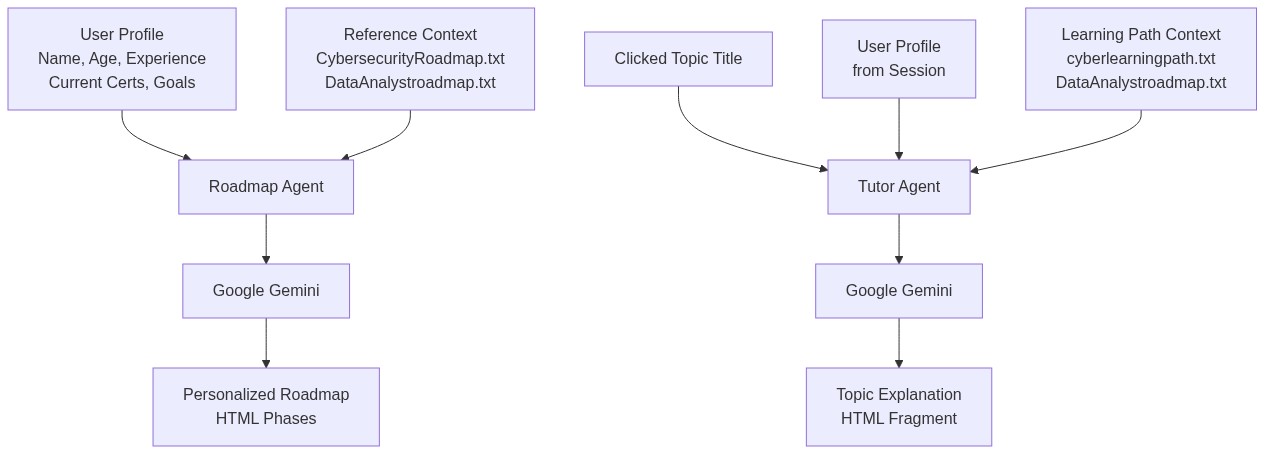 User Profile
Name, Age, Experience
Current Certs, Goals
Reference Context
CybersecurityRoadmap.txt
DataAnalystroadmap.txt
Roadmap Agent
Google Gemini
Personalized Roadmap
HTML Phases
Clicked Topic Title
User Profile
from Session
Learning Path Context
cyberlearningpath.txt
DataAnalystroadmap.txt
Tutor Agent
Google Gemini
Topic Explanation
HTML Fragment